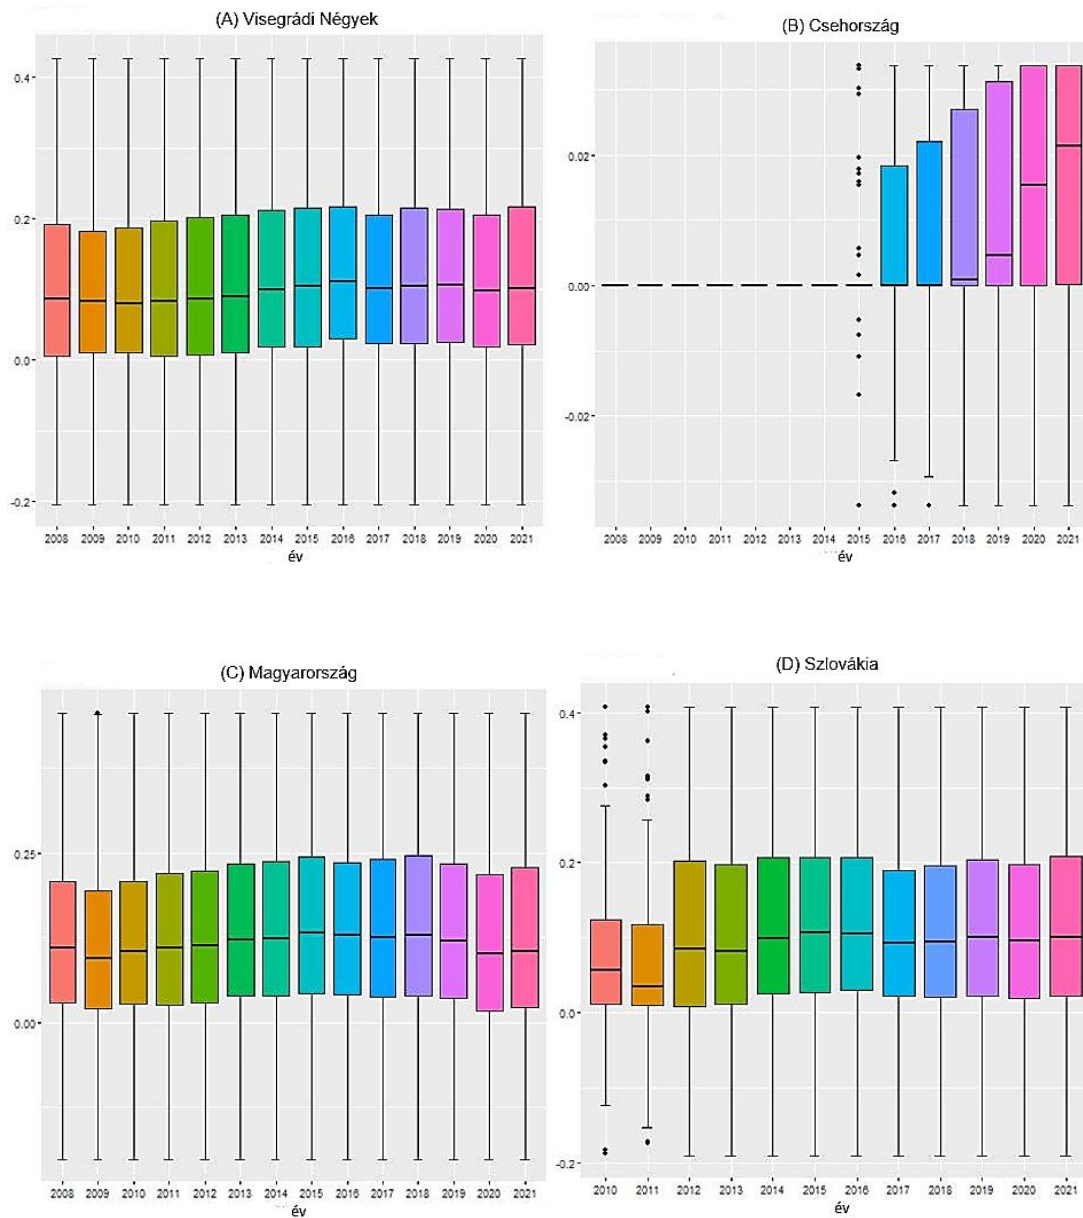 (A) Visegrádi Négyek
0.4
0.2
0.0
-0.2
2008 2009 2010 2011 2012 2013 2014 2015 2016 2017 2018 2019 2020 2021
év
(B) Csehország
0.02
0.00
-0.02
2008 2009 2010 2011 2012 2013 2014 2015 2016 2017 2018 2019 2020 2021
év
(C) Magyarország
0.25
0.00
2008 2009 2010 2011 2012 2013 2014 2015 2016 2017 2018 2019 2020 2021
év
(D) Szlovákia
0.4
0.2
0.0
-0.2
2010 2011 2012 2013 2014 2015 2016 2017 2018 2019 2020 2021
év